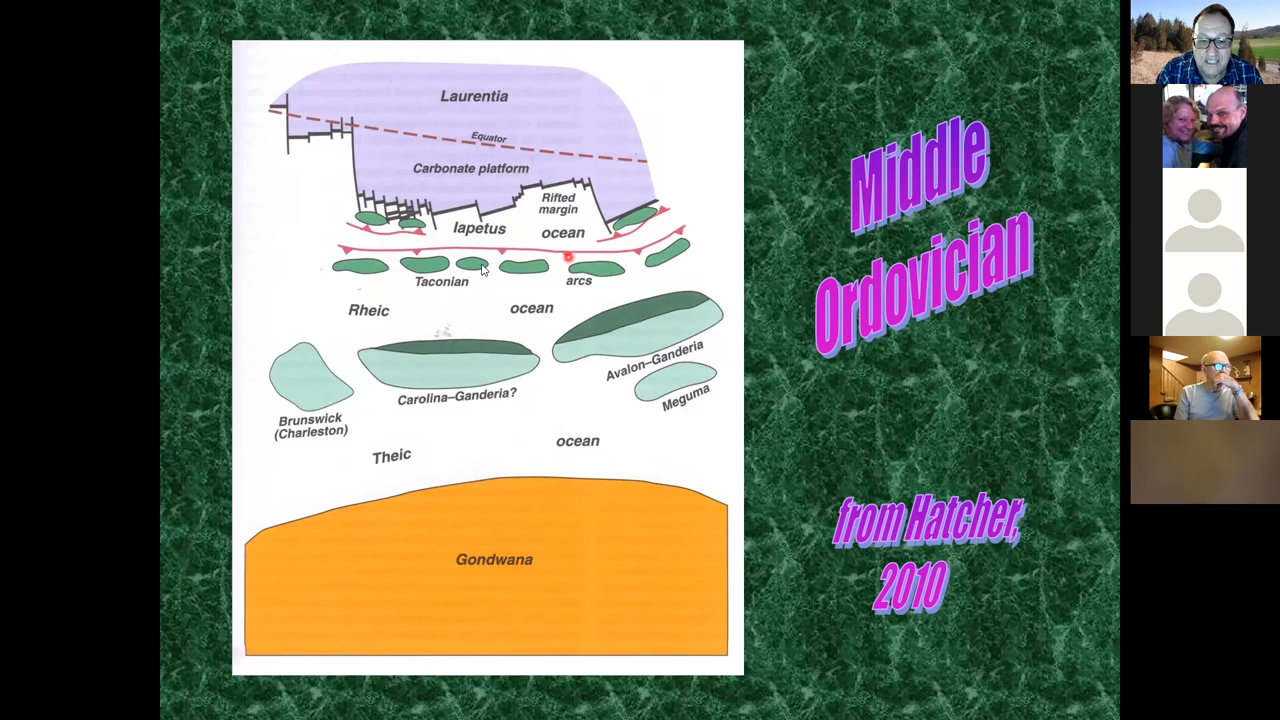 Laurentia
Equator
Carbonate platform
Rifted
margin
Iapetus
ocean
Taconian
arcs
Rheic
ocean
Avalon–Ganderia
Carolina–Ganderia?
Meguma
Brunswick
(Charleston)
Theic
ocean
Gondwana
Middle
Ordovician
from Hatcher,
2010